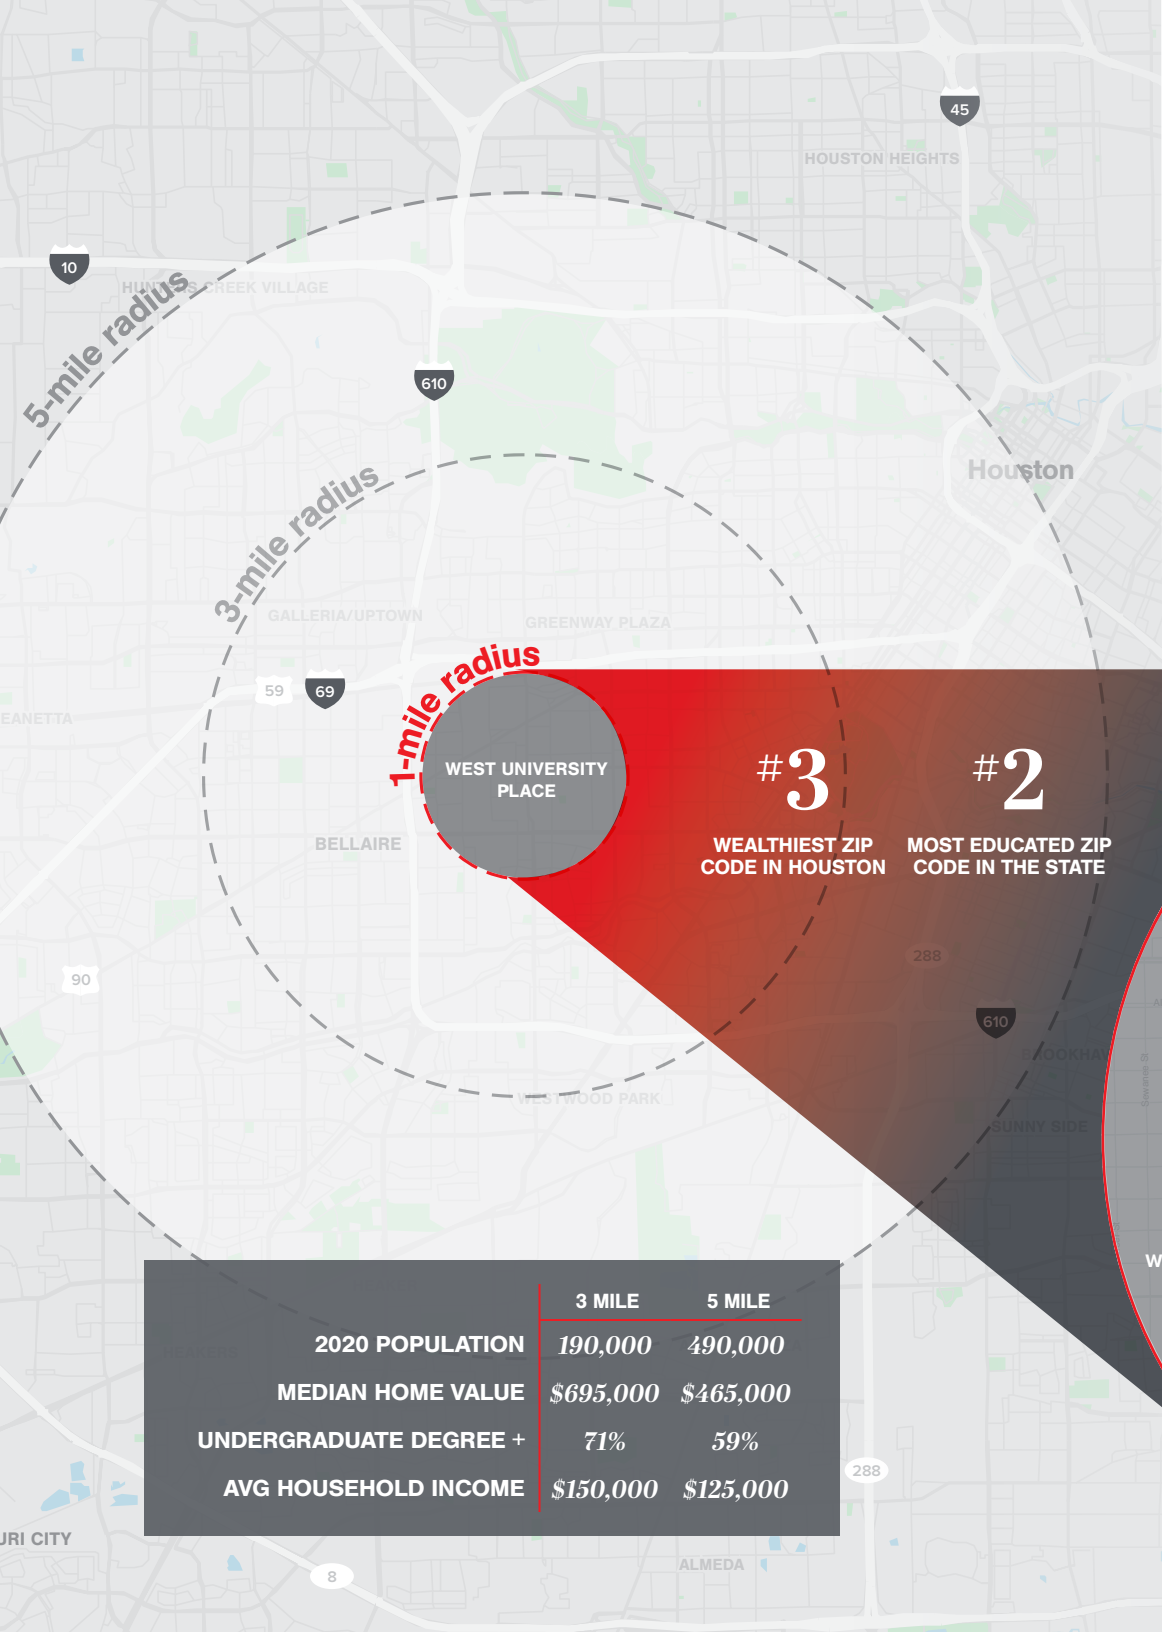 45
HOUSTON HEIGHTS
10
HUNTERS CREEK VILLAGE
5-mile radius
610
Houston
3-mile radius
GALLERIA/UPTOWN
GREENWAY PLAZA
1-mile radius
59
69
EANETTA
WEST UNIVERSITY
PLACE
#3
WEALTHIEST ZIP
CODE IN HOUSTON
#2
MOST EDUCATED ZIP
CODE IN THE STATE
BELLAIRE
288
90
610
BROOKHAV
WESTWOOD PARK
SUNNY SIDE
W
3 MILE 5 MILE
2020 POPULATION 190,000 490,000
MEDIAN HOME VALUE $695,000 $465,000
UNDERGRADUATE DEGREE + 71% 59%
AVG HOUSEHOLD INCOME $150,000 $125,000
288
URI CITY
ALMEDA
8